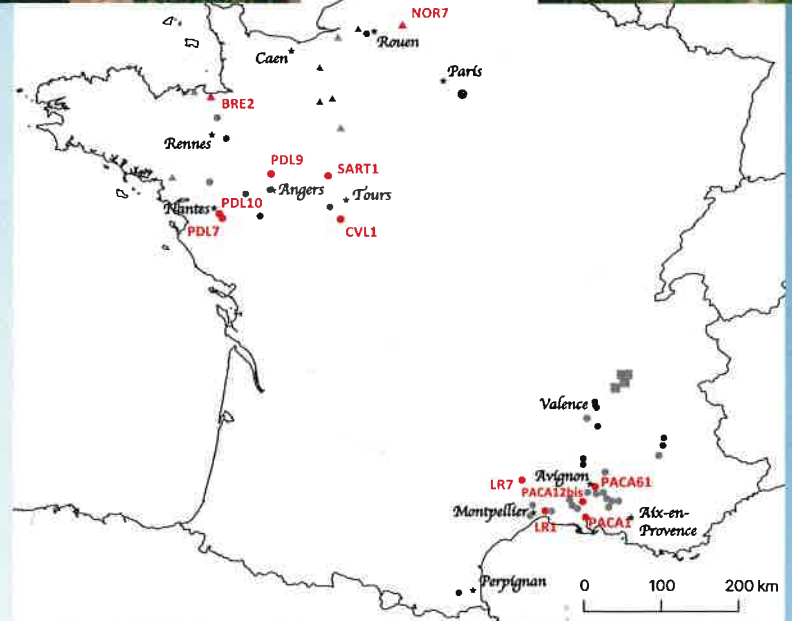 NOR7
Rouen
Caen
Paris
BRE2
Rennes
PDL9
SART1
Angers
Tours
PDL10
Nantes
PDL7
CVL1
Valence
Avignon
LR7
PACA61
PACA12bis
Montpellier
LR1
PACA1
Aix-en-
Provence
Perpignan
0 100 200 km